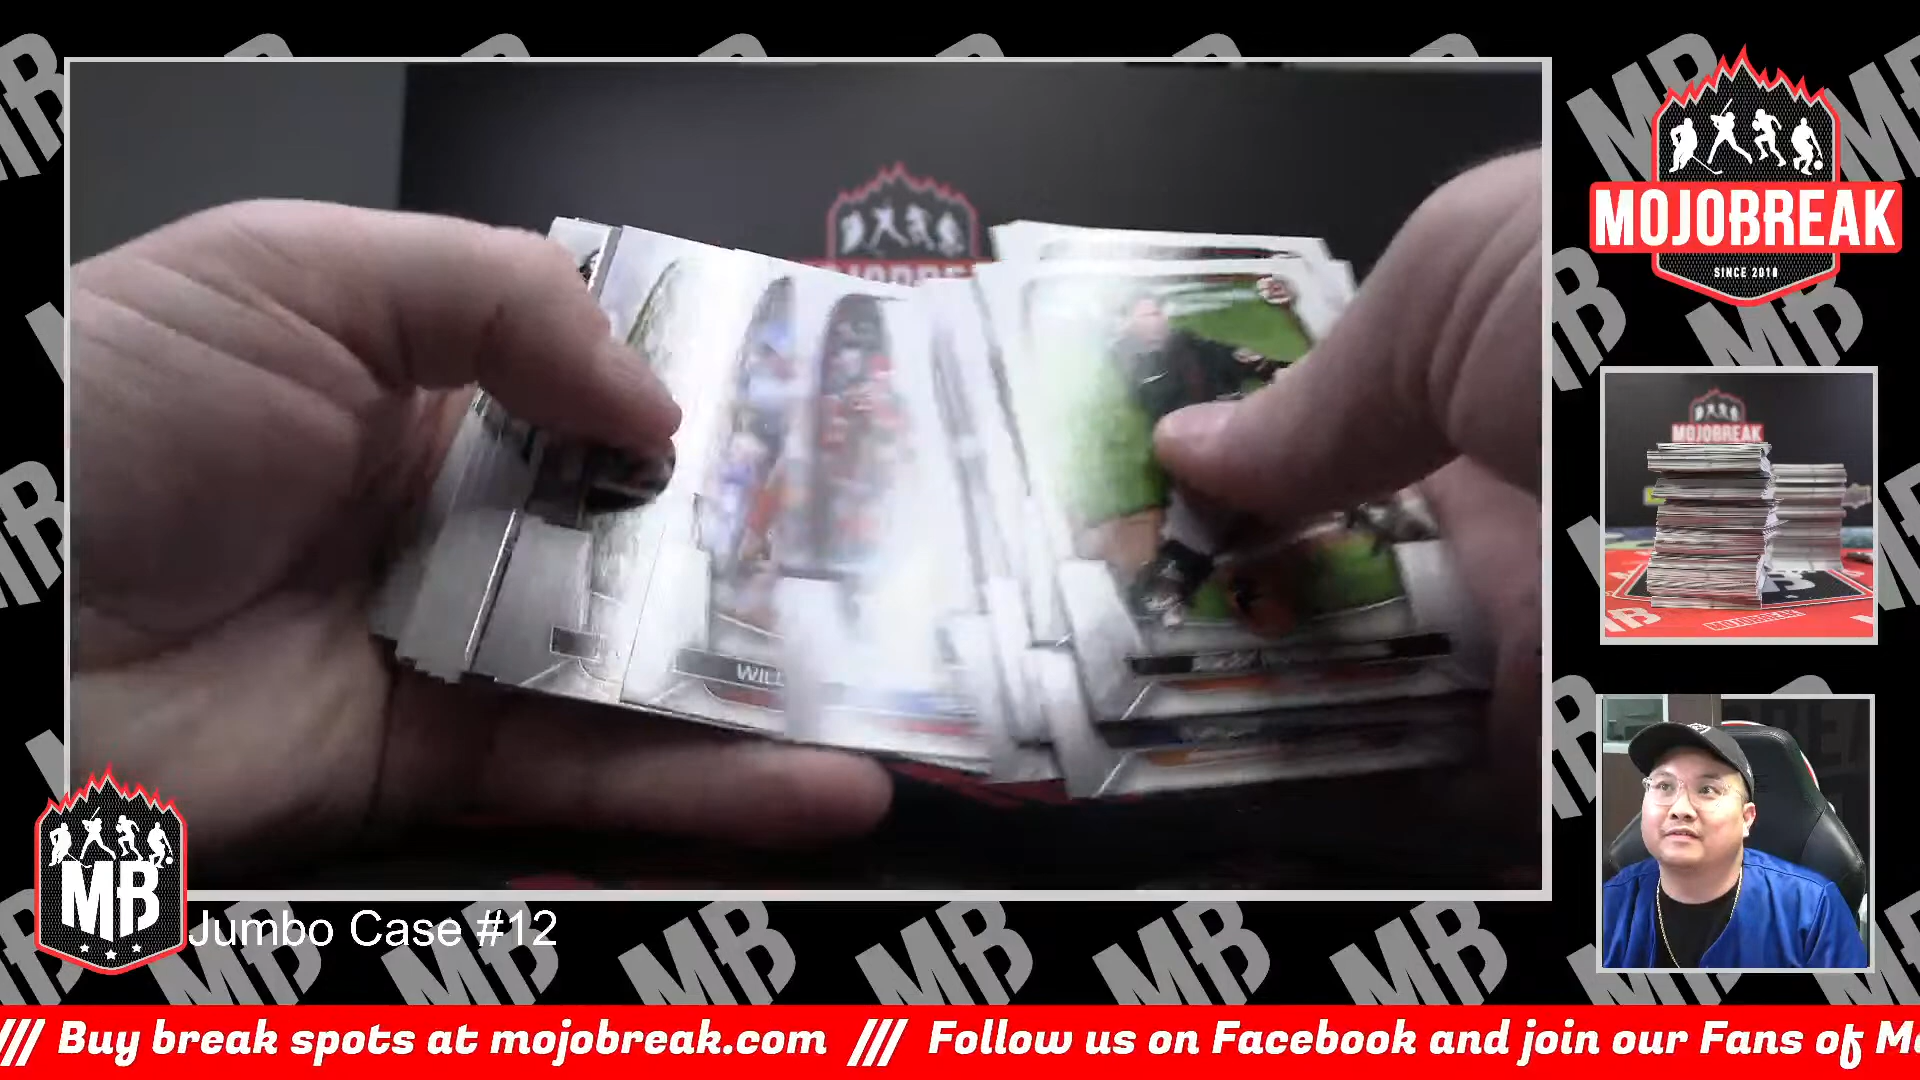 MOJOBREAK
SINCE 2010
MOJOBREAK
WILL
MB
Jumbo Case #12
/// Buy break spots at mojobreak.com /// Follow us on Facebook and join our Fans of M